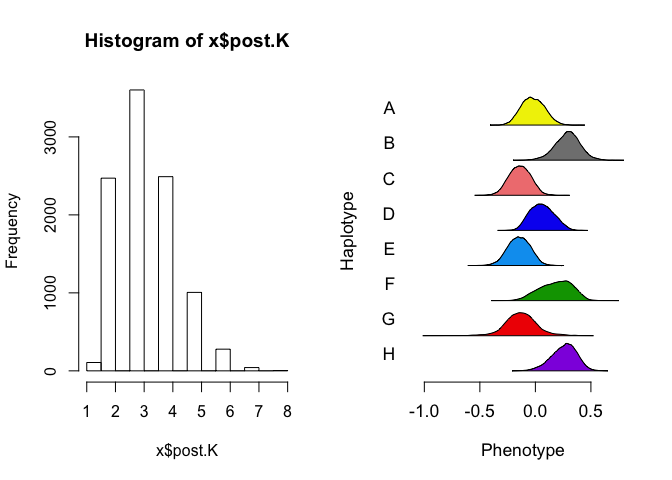 Histogram of x$post.K
Frequency
0
1000
2000
3000
1 2 3 4 5 6 7 8
x$post.K
Haplotype
A
B
C
D
E
F
G
H
-1.0 -0.5 0.0 0.5
Phenotype